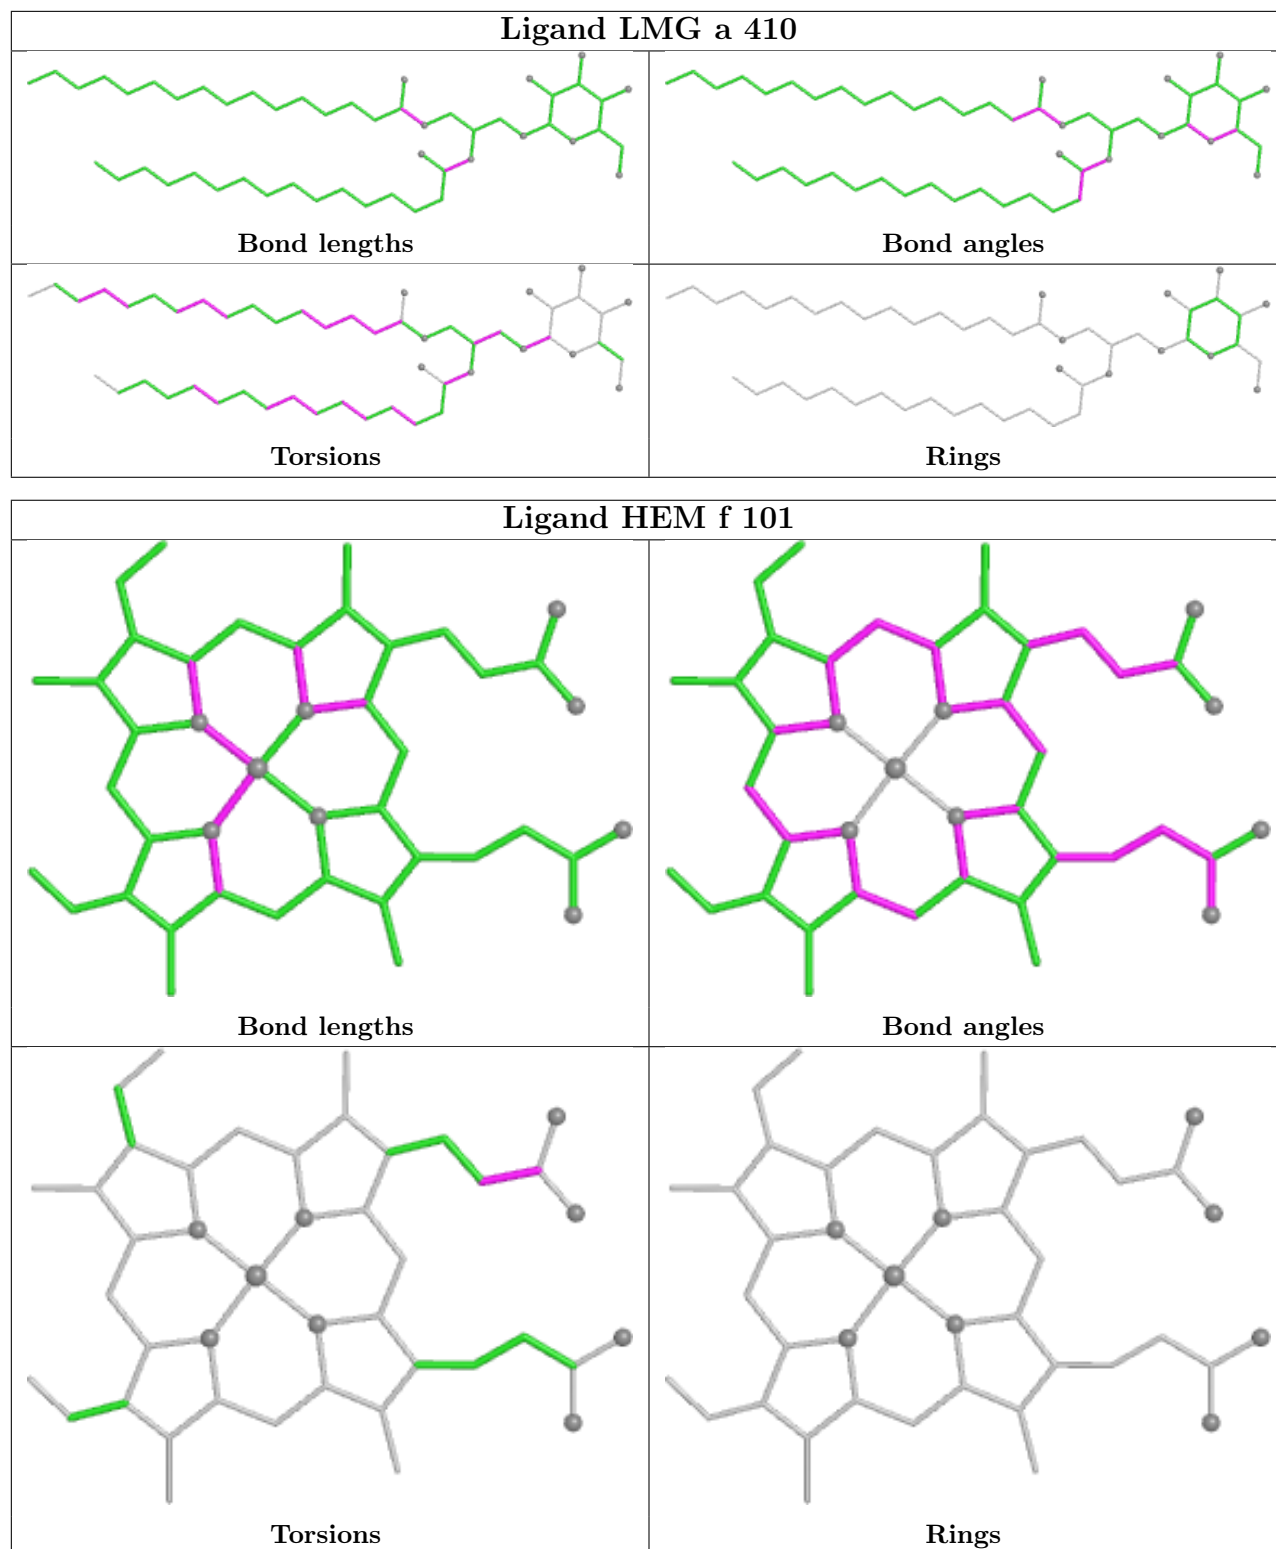 Ligand LMG a 410
Bond lengths
Bond angles
Torsions
Rings
Ligand HEM f 101
Bond lengths
Bond angles
Torsions
Rings